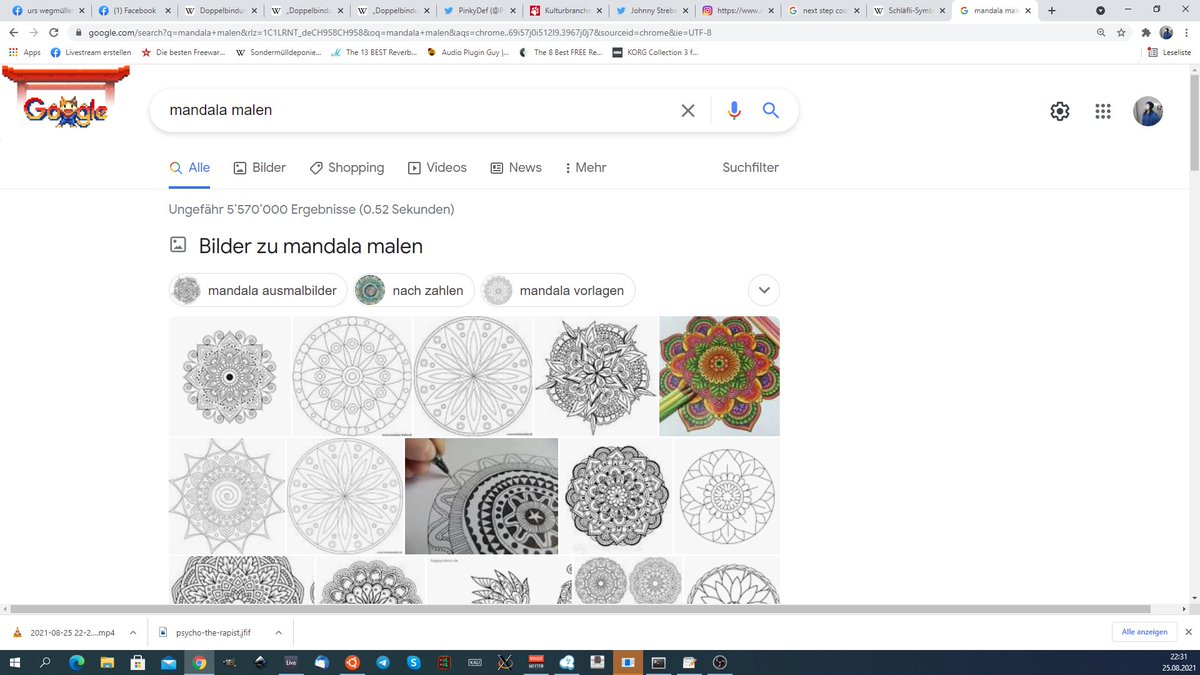 urs wegmülle
(1) Facebook
Doppelbindun
„Doppelbindu
„Doppelbindu
PinkyDef (@P
Kulturbranche
Johnny Strebe
https://www.i
next step coc
Schläfli-Symb
mandala male
google.com/search?q=mandala+malen&rlz=1C1LRNT_deCH958CH958&oq=mandala+malen&aqs=chrome..69i57j0i512l9.3967j0j7&sourceid=chrome&ie=UTF-8
Apps
Livestream erstellen
Die besten Freewar...
Sondermülldeponie...
The 13 BEST Reverb...
Audio Plugin Guy |...
The 8 Best FREE Re...
KORG Collection 3 f...
Leseliste
Google
mandala malen
Alle
Bilder
Shopping
Videos
News
Mehr
Suchfilter
Ungefähr 5’570’000 Ergebnisse (0.52 Sekunden)
Bilder zu mandala malen
mandala ausmalbilder
nach zahlen
mandala vorlagen
2021-08-25 22-2....mp4
psycho-the-rapist.jfif
Alle anzeigen
Live
22:31
25.08.2021